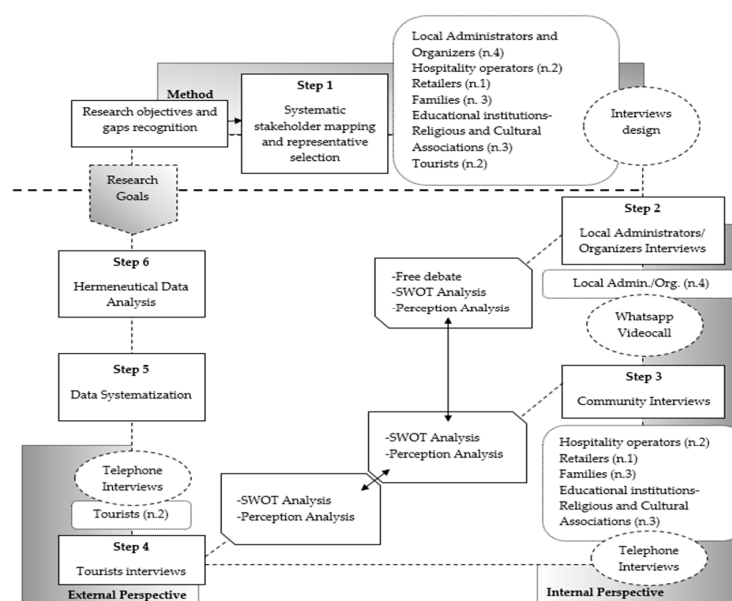 Method
Research objectives and
gaps recognition
Step 1
Systematic
stakeholder mapping
and representative
selection
Local Administrators and
Organizers (n.4)
Hospitality operators (n.2)
Retailers (n.1)
Families (n. 3)
Educational institutions-
Religious and Cultural
Associations (n.3)
Tourists (n.2)
Interviews
design
Research
Goals
Step 2
Local Administrators/
Organizers Interviews
Local Admin./Org. (n.4)
Whatsapp
Videocall
-Free debate
-SWOT Analysis
-Perception Analysis
Step 3
Community Interviews
Hospitality operators (n.2)
Retailers (n.1)
Families (n.3)
Educational institutions-
Religious and Cultural
Associations (n.3)
Telephone
Interviews
Internal Perspective
-SWOT Analysis
-Perception Analysis
-SWOT Analysis
-Perception Analysis
Step 6
Hermeneutical Data
Analysis
Step 5
Data Systematization
Telephone
Interviews
Tourists (n.2)
Step 4
Tourists interviews
External Perspective